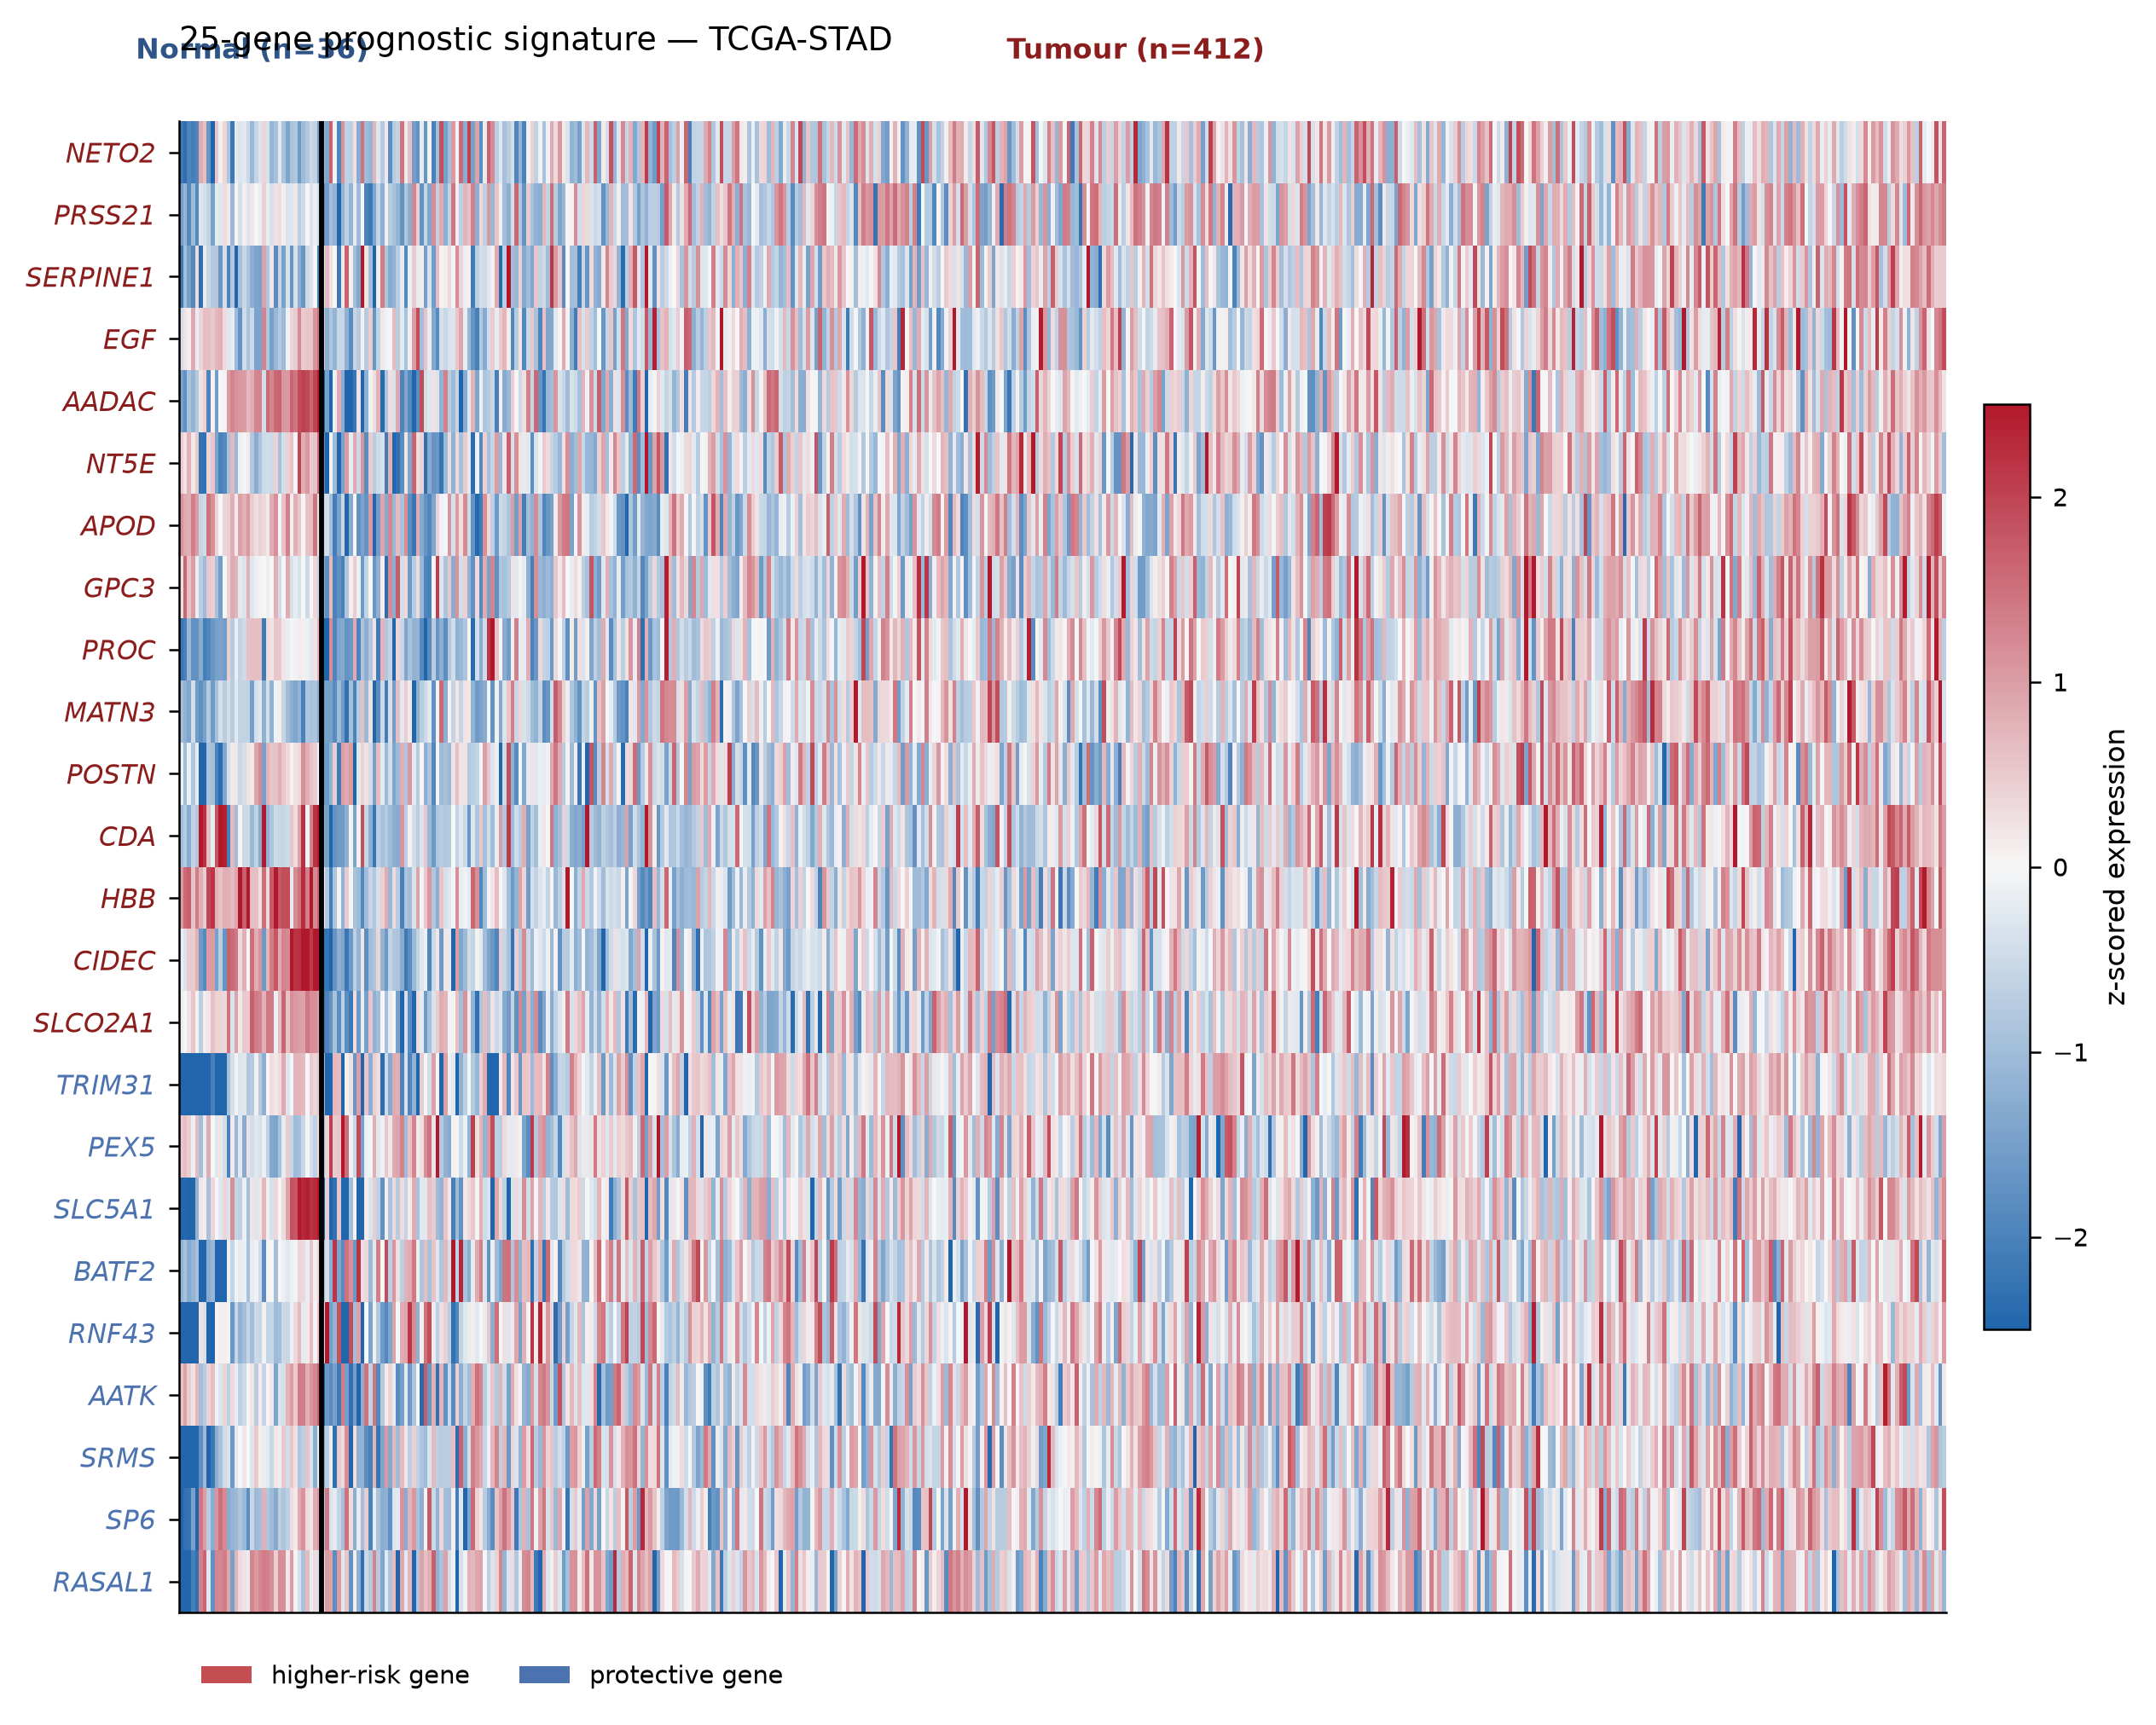 25-gene prognostic signature — TCGA-STAD
Normal (n=36)
Tumour (n=412)
NETO2
PRSS21
SERPINE1
EGF
AADAC
NT5E
APOD
GPC3
PROC
MATN3
POSTN
CDA
HBB
CIDEC
SLCO2A1
TRIM31
PEX5
SLC5A1
BATF2
RNF43
AATK
SRMS
SP6
RASAL1
2
1
0
−1
−2
z-scored expression
higher-risk gene
protective gene